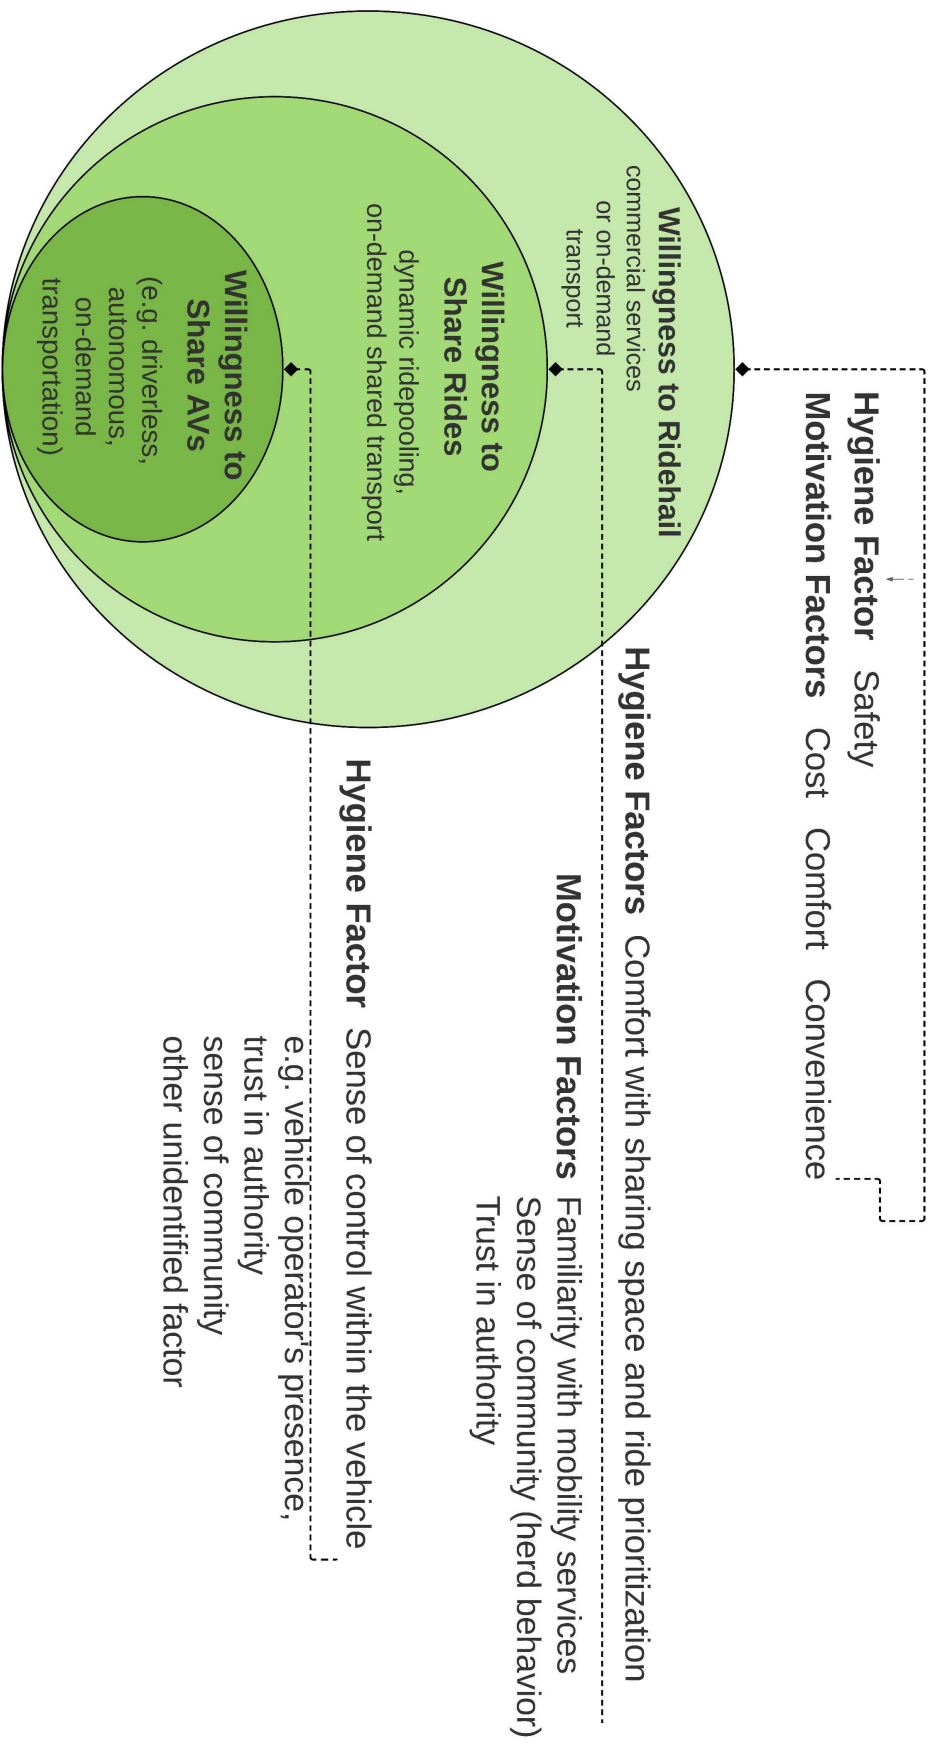 Hygiene Factor Safety
Motivation Factors Cost Comfort Convenience
Willingness to Ridehail
commercial services
or on-demand
transport
Hygiene Factors Comfort with sharing space and ride prioritization
Motivation Factors Familiarity with mobility services
Sense of community (herd behavior)
Trust in authority
Willingness to
Share Rides
dynamic ridepooling,
on-demand shared transport
Hygiene Factor Sense of control within the vehicle
e.g. vehicle operator's presence,
trust in authority
sense of community
other unidentified factor
Willingness to
Share AVs
(e.g. driverless,
autonomous,
on-demand
transportation)